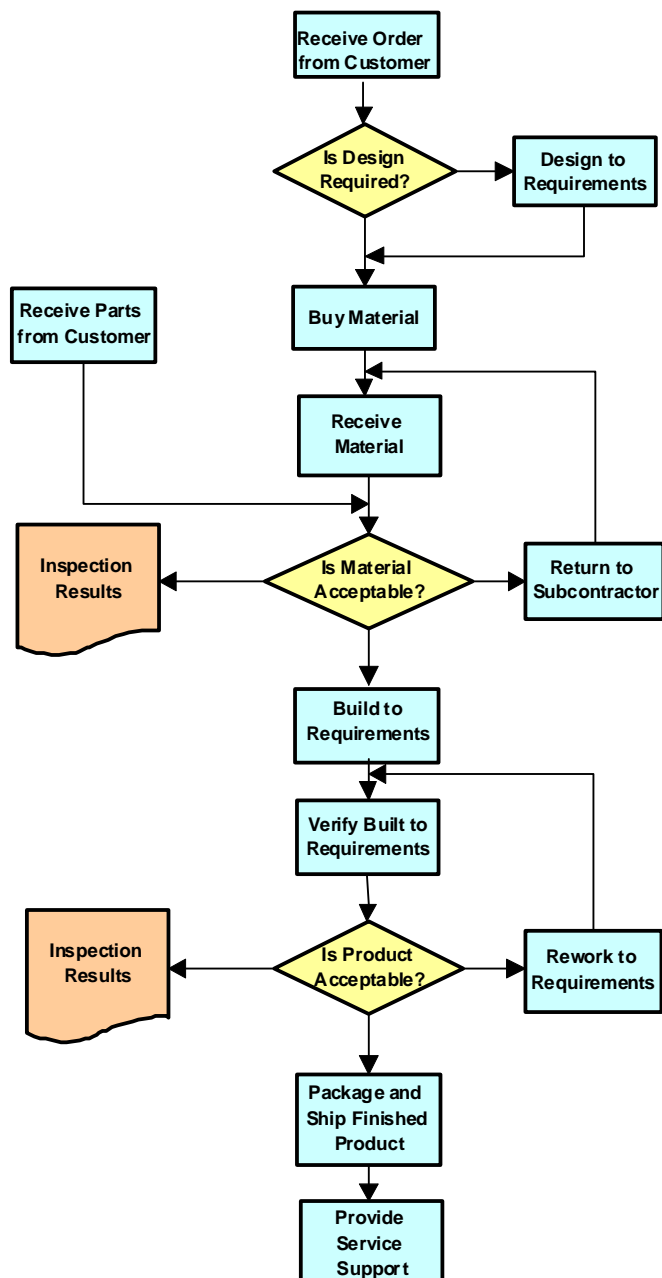 Receive Order
from Customer
Is Design
Required?
Design to
Requirements
Buy Material
Receive Parts
from Customer
Receive
Material
Inspection
Results
Is Material
Acceptable?
Return to
Subcontractor
Build to
Requirements
Verify Built to
Requirements
Inspection
Results
Is Product
Acceptable?
Rework to
Requirements
Package and
Ship Finished
Product
Provide
Service
Support